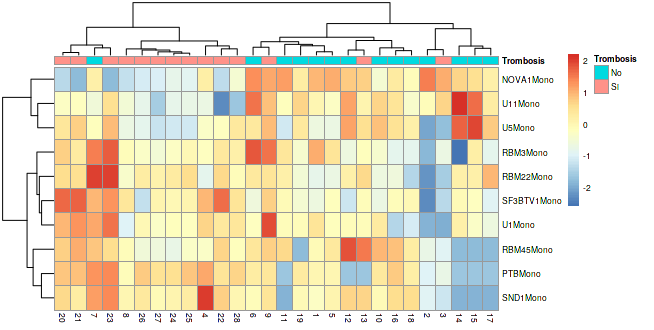 Trombosis
NOVA1Mono
U11Mono
U5Mono
RBM3Mono
RBM22Mono
SF3BTV1Mono
U1Mono
RBM45Mono
PTBMono
SND1Mono
20 21 7 23 8 26 27 24 25 4 22 28 6 9 11 19 1 5 12 13 10 16 18 2 3 14 15 17
2
1
0
-1
-2
Trombosis
No
SI